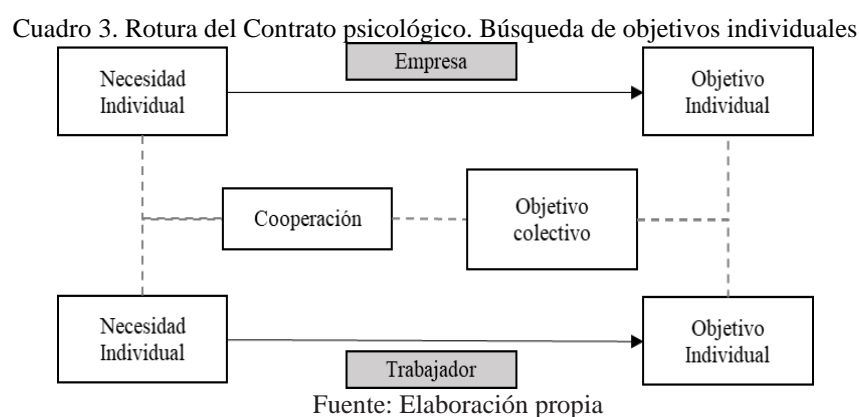 Cuadro 3. Rotura del Contrato psicológico. Búsqueda de objetivos individuales
Empresa
Necesidad
Individual
Objetivo
Individual
Cooperación
Objetivo
colectivo
Necesidad
Individual
Objetivo
Individual
Trabajador
Fuente: Elaboración propia